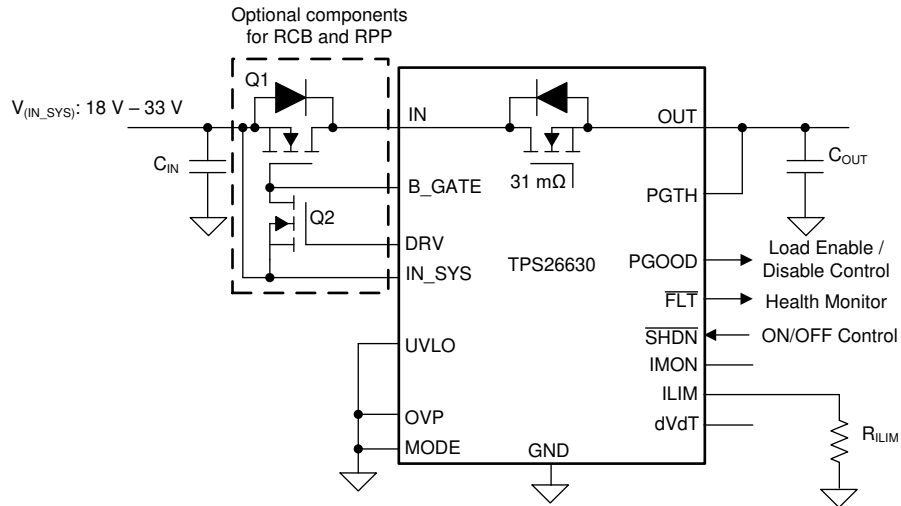 Optional components
for RCB and RPP
Q1
V(IN_SYS): 18 V – 33 V
IN
OUT
CIN
COUT
31 mΩ
B_GATE
PGTH
Q2
DRV
TPS26630
PGOOD
Load Enable /
Disable Control
IN_SYS
FLT
Health Monitor
SHDN
ON/OFF Control
UVLO
IMON
ILIM
OVP
dVdT
RILIM
MODE
GND